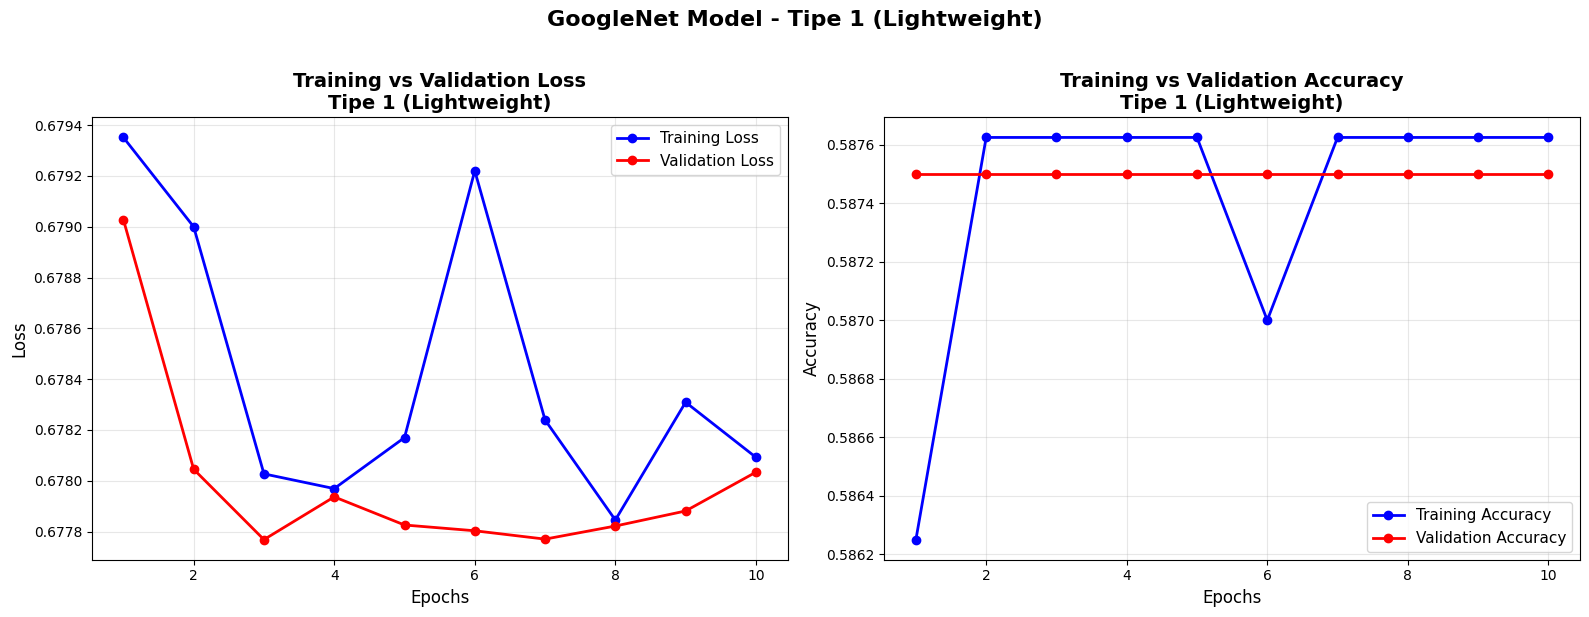 GoogleNet Model - Tipe 1 (Lightweight)
Training vs Validation Loss
Tipe 1 (Lightweight)
0.6794
0.6792
0.6790
0.6788
0.6786
0.6784
0.6782
0.6780
0.6778
Loss
Training Loss
Validation Loss
2
4
6
8
10
Epochs
Training vs Validation Accuracy
Tipe 1 (Lightweight)
0.5876
0.5874
0.5872
0.5870
0.5868
0.5866
0.5864
0.5862
Accuracy
Training Accuracy
Validation Accuracy
2
4
6
8
10
Epochs